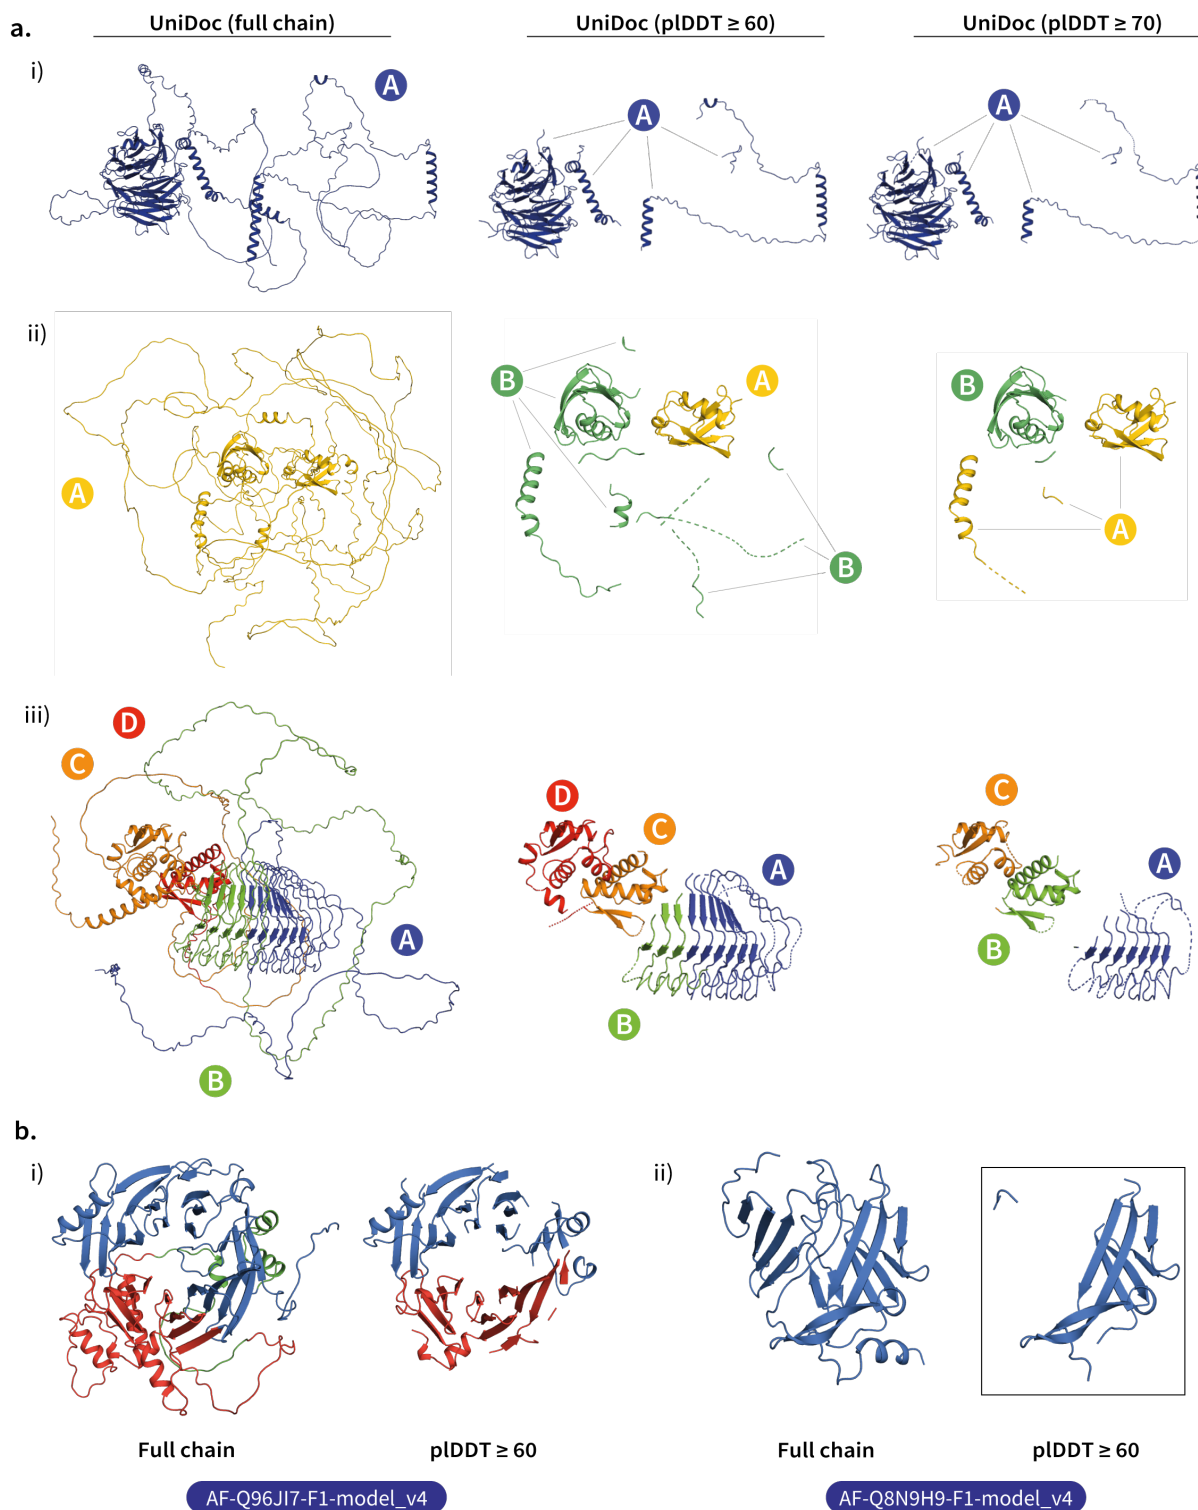 a.
UniDoc (full chain)
UniDoc (plDDT ≥ 60)
UniDoc (plDDT ≥ 70)
i)
A
A
A
ii)
A
B
A
B
B
A
A
iii)
D
C
A
B
D
C
A
B
C
A
B
b.
i)
ii)
Full chain
plDDT ≥ 60
Full chain
plDDT ≥ 60
AF-Q96JI7-F1-model_v4
AF-Q8N9H9-F1-model_v4